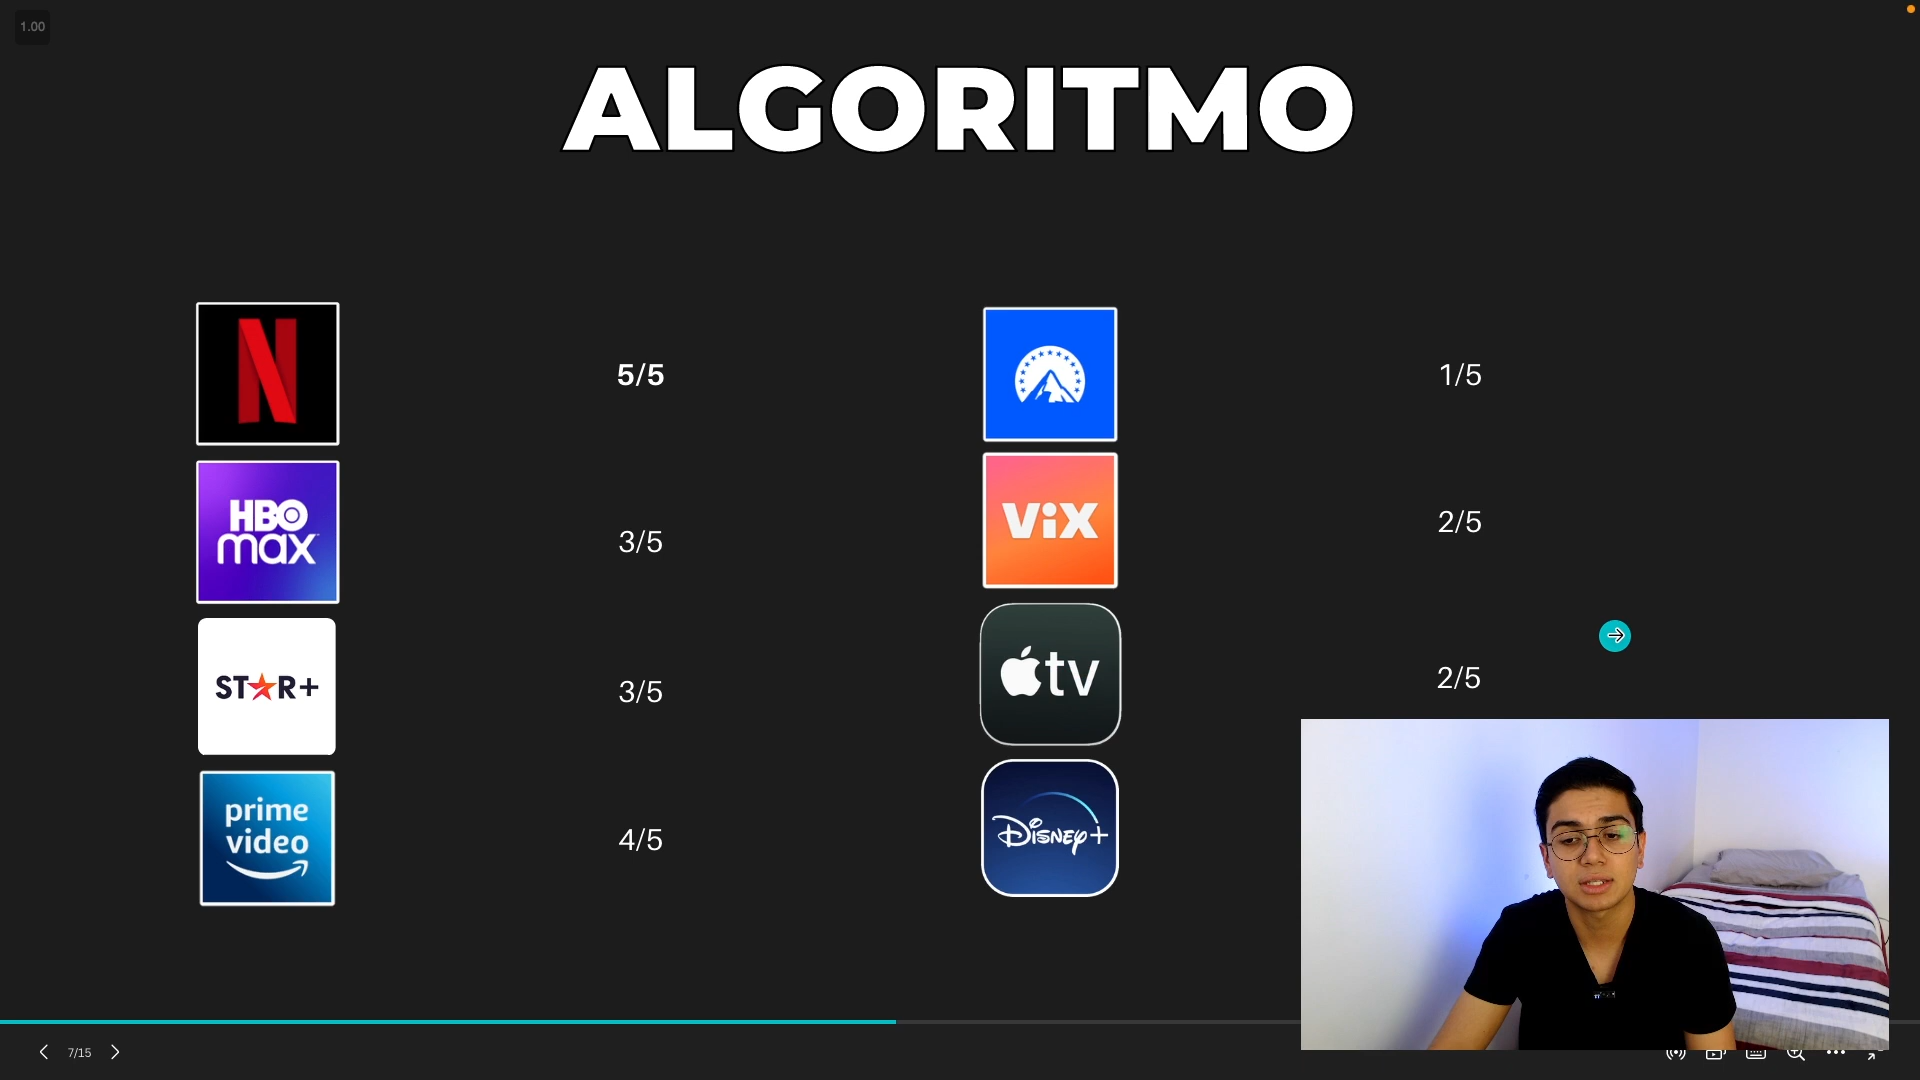 1.00
ALGORITMO
N
5/5
HBO
max
3/5
STAR+
3/5
prime
video
4/5
1/5
ViX
2/5
tv
2/5
Disney+
7/15